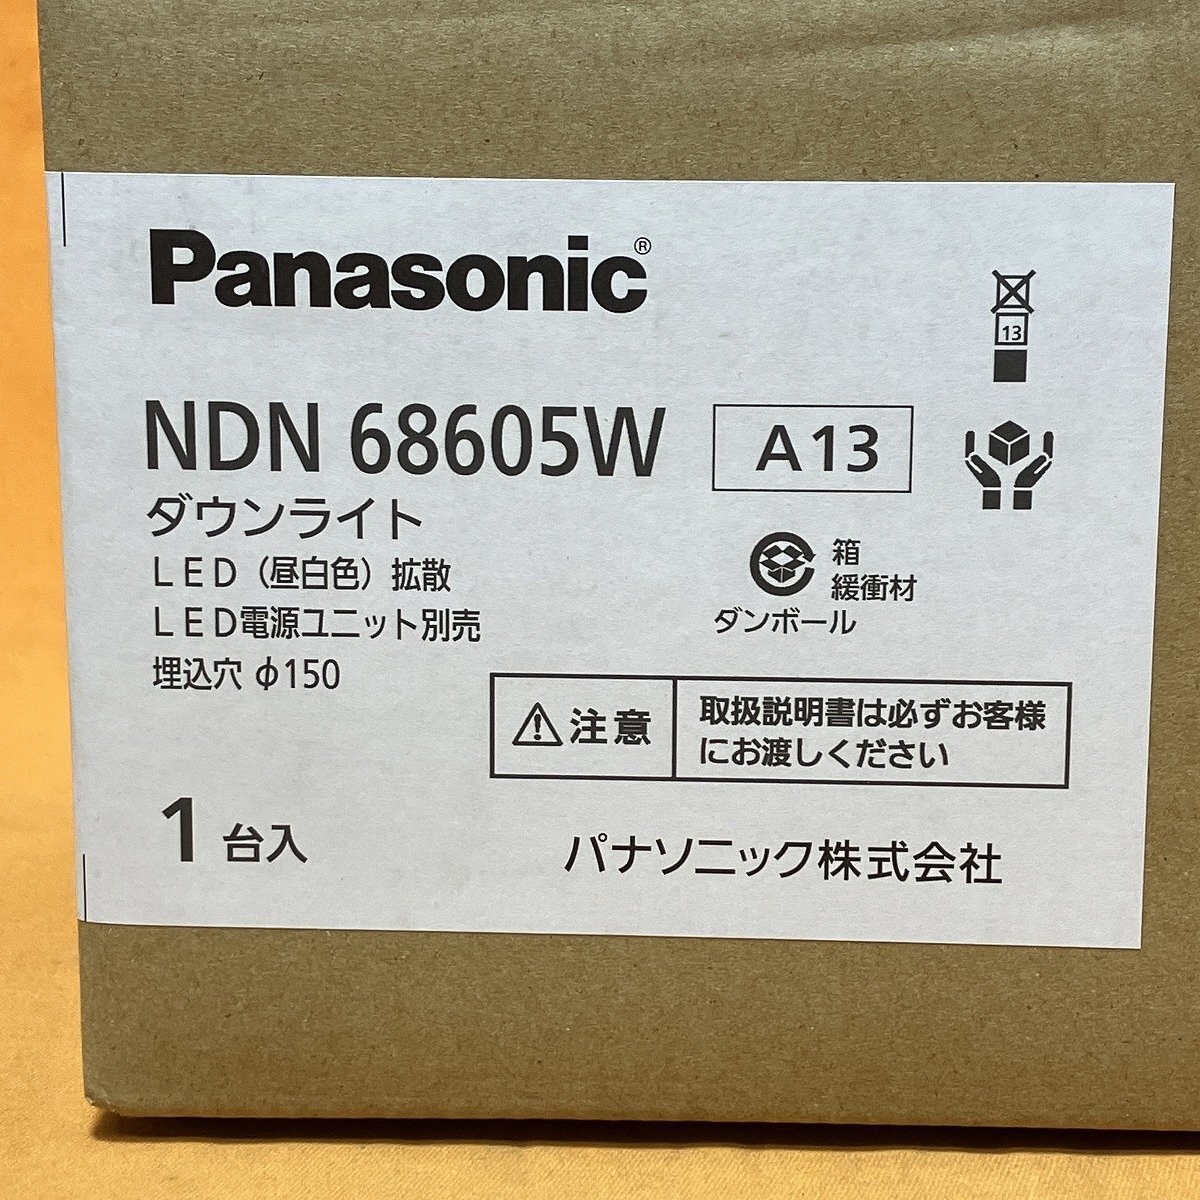 Panasonic®
NDN 68605W
A13
13
ダウンライト
LED（昼白色）拡散
LED電源ユニット別売
埋込穴 φ150
箱
緩衝材
ダンボール
注意
取扱説明書は必ずお客様
にお渡しください
1台入
パナソニック株式会社